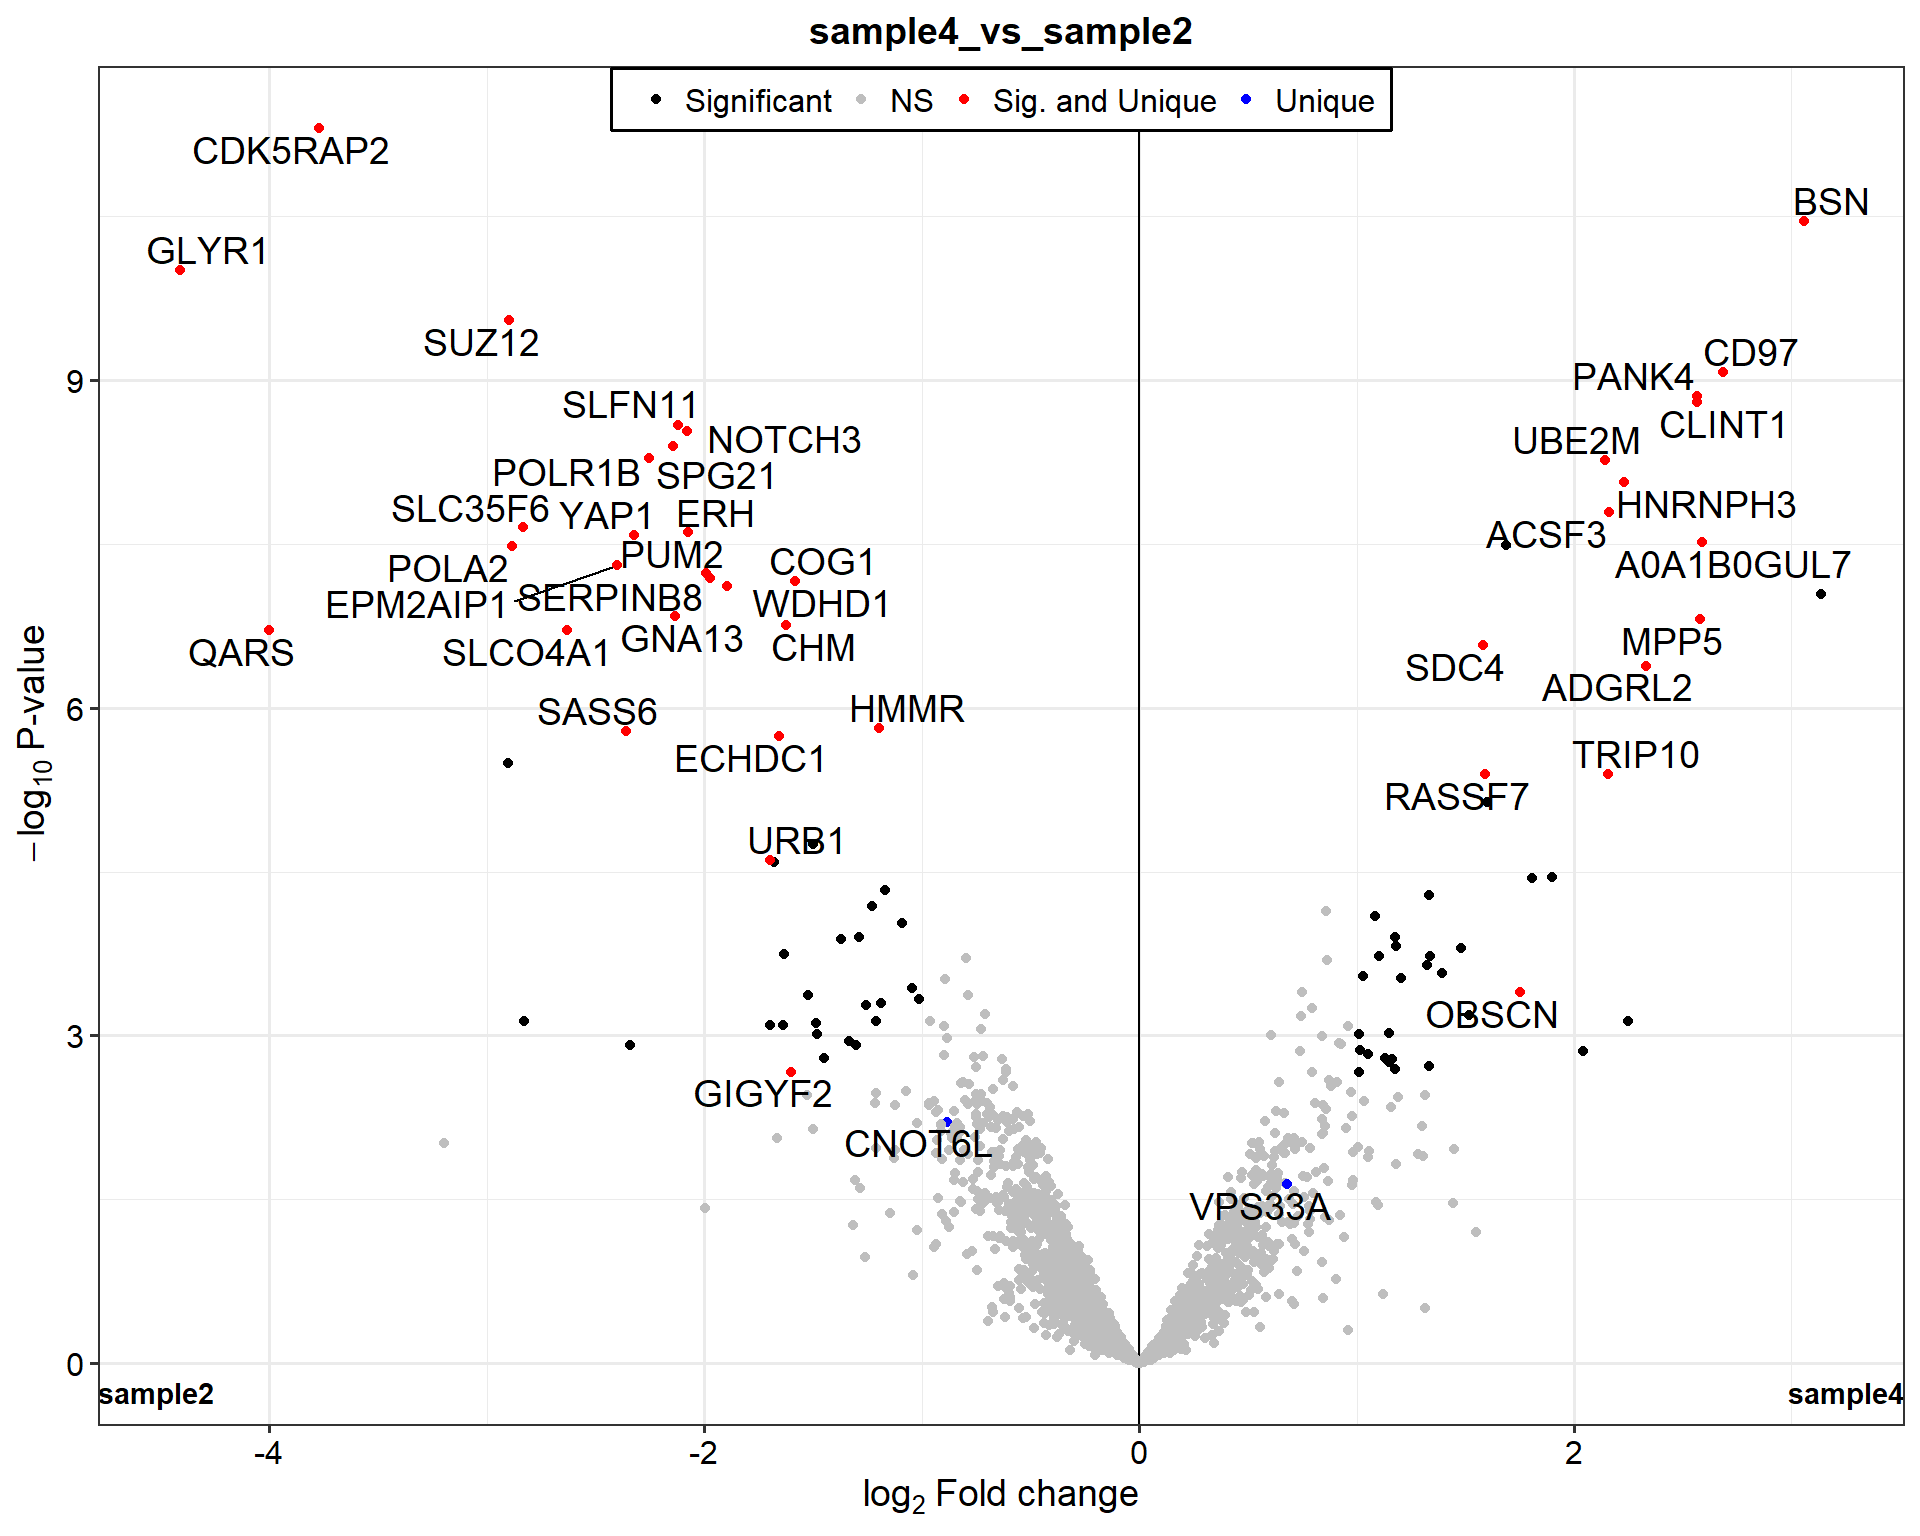 sample4_vs_sample2
Significant NS Sig. and Unique Unique
CDK5RAP2
BSN
GLYR1
SUZ12
CD97
PANK4
SLFN11
CLINT1
NOTCH3
UBE2M
POLR1B SPG21
SLC35F6 YAP1 ERH
HNRNPH3
ACSF3
PUM2 COG1
POLA2
A0A1B0GUL7
EPM2AIP1 SERPINB8 WDHD1
QARS SLCO4A1 GNA13 CHM
MPP5
SDC4
ADGRL2
SASS6 HMMR
ECHDC1
TRIP10
RASSF7
URB1
OBSCN
GIGYF2
CNOT6L
VPS33A
9
6
3
0
−log10 P-value
sample2 sample4
-4 -2 0 2
log2 Fold change